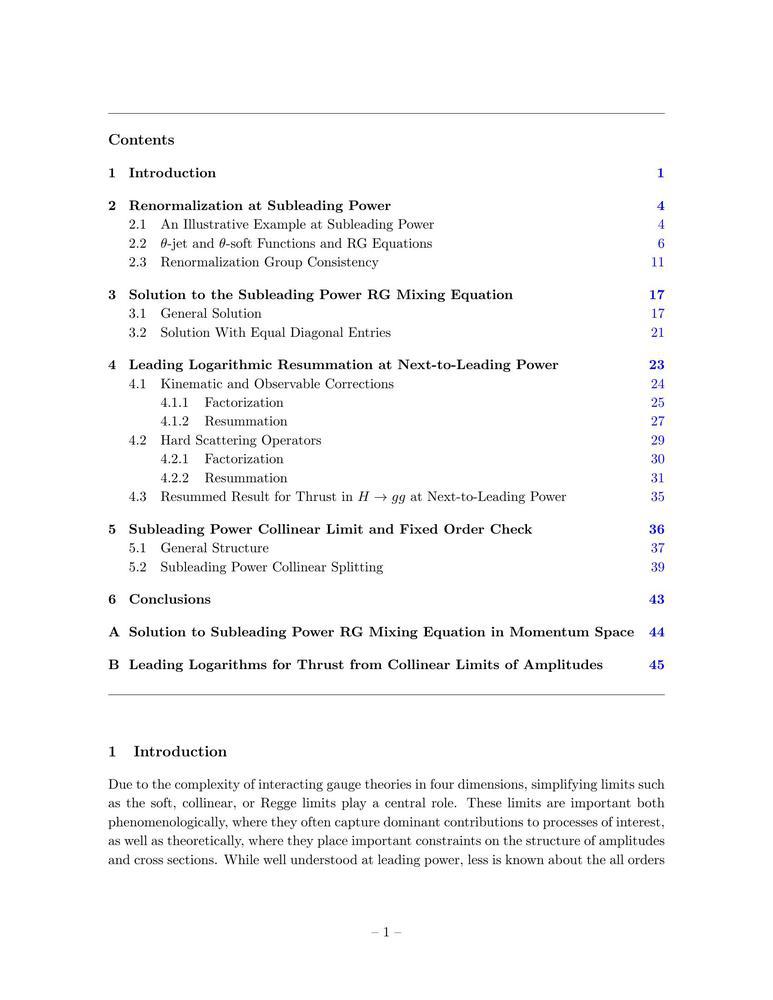 Contents
1 Introduction 1
2 Renormalization at Subleading Power 4
2.1 An Illustrative Example at Subleading Power 4
2.2 θ-jet and θ-soft Functions and RG Equations 6
2.3 Renormalization Group Consistency 11
3 Solution to the Subleading Power RG Mixing Equation 17
3.1 General Solution 17
3.2 Solution With Equal Diagonal Entries 21
4 Leading Logarithmic Resummation at Next-to-Leading Power 23
4.1 Kinematic and Observable Corrections 24
4.1.1 Factorization 25
4.1.2 Resummation 27
4.2 Hard Scattering Operators 29
4.2.1 Factorization 30
4.2.2 Resummation 31
4.3 Resummed Result for Thrust in H → gg at Next-to-Leading Power 35
5 Subleading Power Collinear Limit and Fixed Order Check 36
5.1 General Structure 37
5.2 Subleading Power Collinear Splitting 39
6 Conclusions 43
A Solution to Subleading Power RG Mixing Equation in Momentum Space 44
B Leading Logarithms for Thrust from Collinear Limits of Amplitudes 45
1 Introduction
Due to the complexity of interacting gauge theories in four dimensions, simplifying limits such
as the soft, collinear, or Regge limits play a central role. These limits are important both
phenomenologically, where they often capture dominant contributions to processes of interest,
as well as theoretically, where they place important constraints on the structure of amplitudes
and cross sections. While well understood at leading power, less is known about the all orders
– 1 –